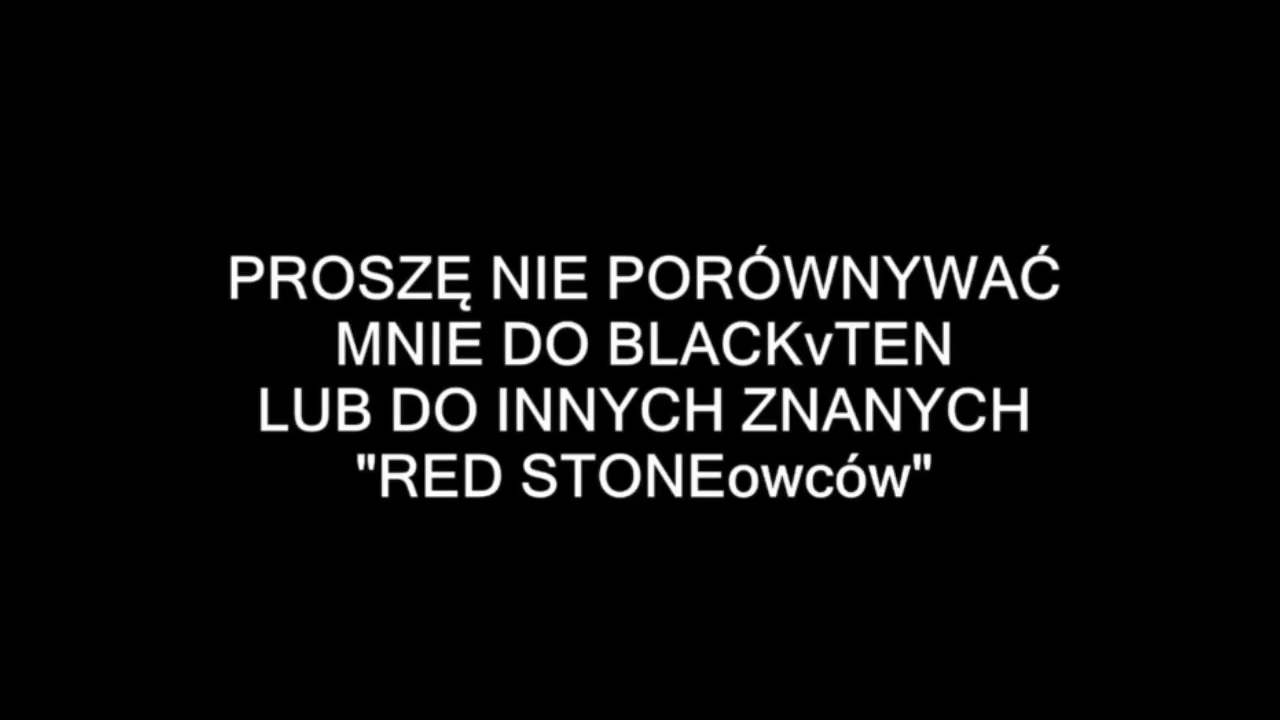 PROSZĘ NIE PORÓWNYWAĆ
MNIE DO BLACKvTEN
LUB DO INNYCH ZNANYCH
"RED STONEowców"